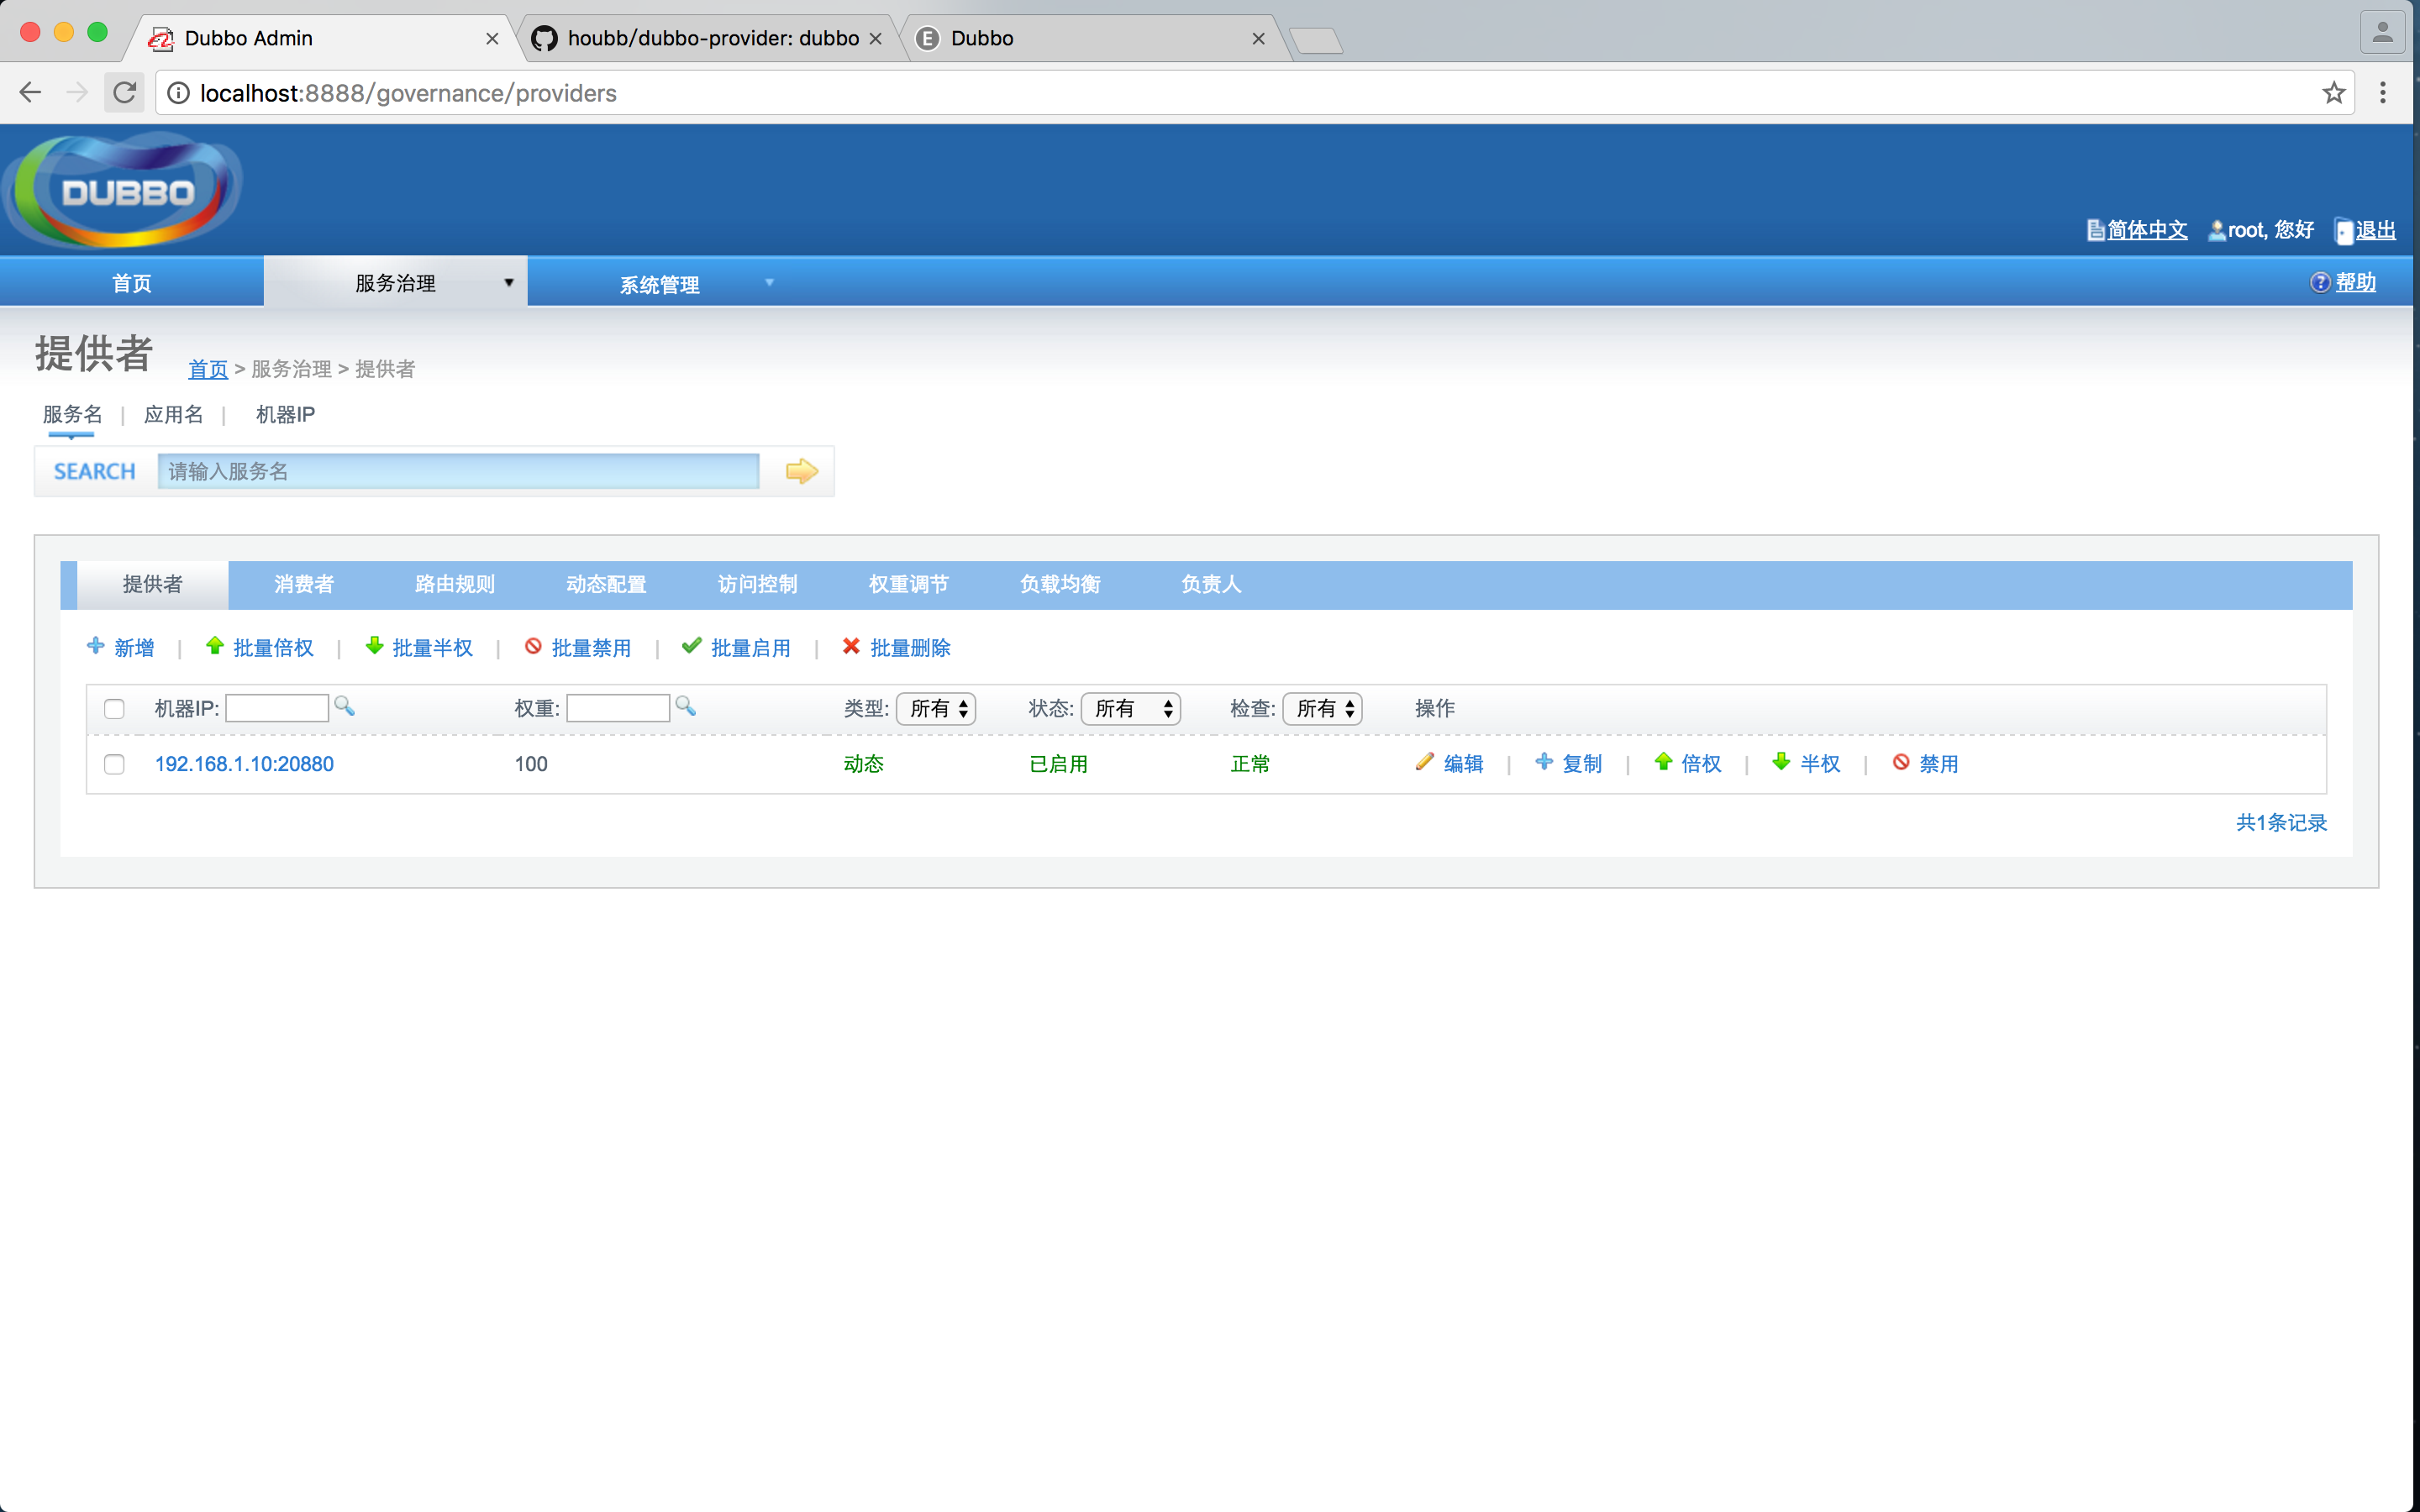 Dubbo Admin
houbb/dubbo-provider: dubbo
E Dubbo
localhost:8888/governance/providers
DUBBO
简体中文 root, 您好 退出
首页 服务治理 系统管理 帮助
提供者 首页 > 服务治理 > 提供者
服务名 | 应用名 | 机器IP
SEARCH 请输入服务名
提供者 消费者 路由规则 动态配置 访问控制 权重调节 负载均衡 负责人
新增 | 批量倍权 | 批量半权 | 批量禁用 | 批量启用 | 批量删除
机器IP: 权重: 类型: 所有 状态: 所有 检查: 所有 操作
192.168.1.10:20880 100 动态 已启用 正常 编辑 | 复制 | 倍权 | 半权 | 禁用
共1条记录